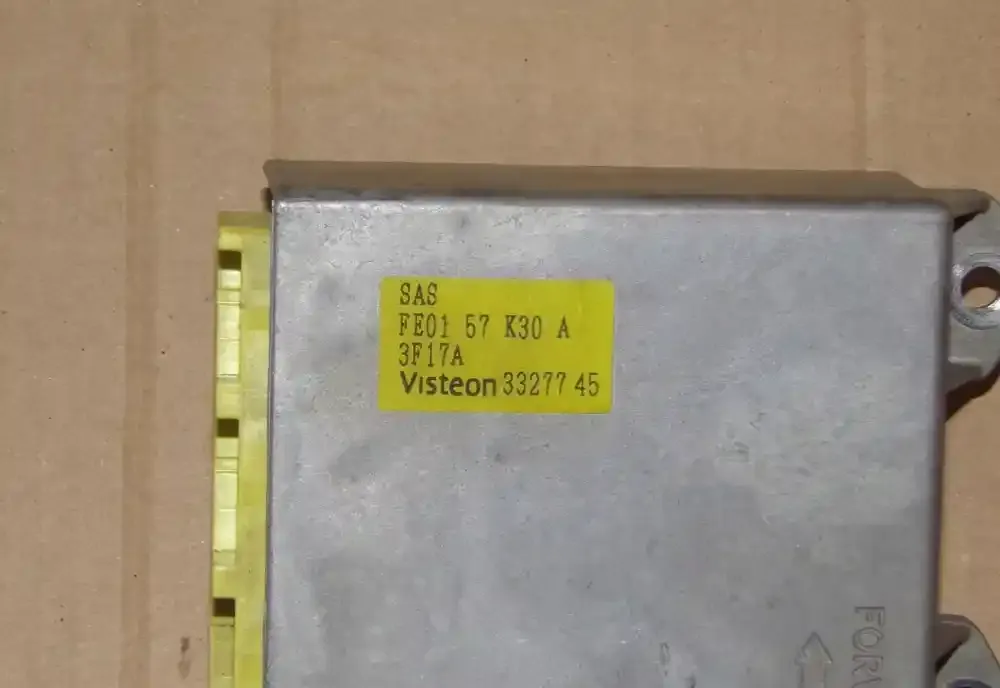 SAS
FE01 57 K30 A
3F17A
Visteon 33277 45